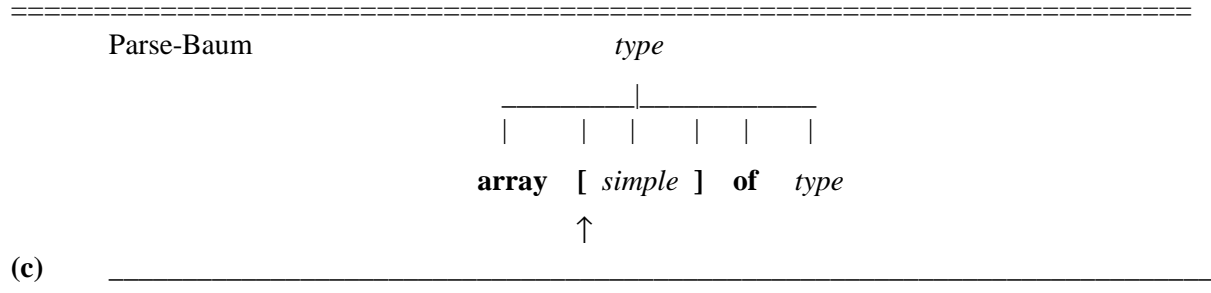 Parse-Baum type
array [ simple ] of type
↑
(c)